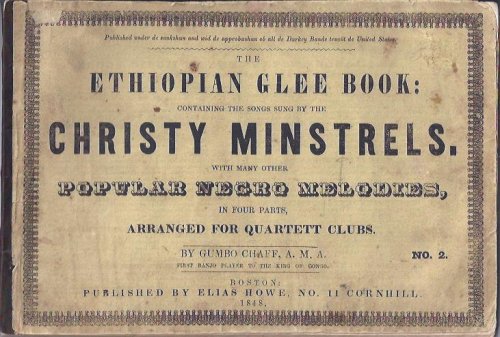 Published under de sankshun and wid de approbashun ob all de Darkey Bands trouout de United States.
THE
ETHIOPIAN GLEE BOOK:
CONTAINING THE SONGS SUNG BY THE
CHRISTY MINSTRELS.
WITH MANY OTHER
POPULAR NEGRO MELODIES,
IN FOUR PARTS,
ARRANGED FOR QUARTETT CLUBS.
BY GUMBO CHAFF, A. M. A.
NO. 2.
FIRST BANJO PLAYER TO THE KING OF CONGO.
BOSTON:
PUBLISHED BY ELIAS HOWE, NO. 11 CORNHILL
1848.